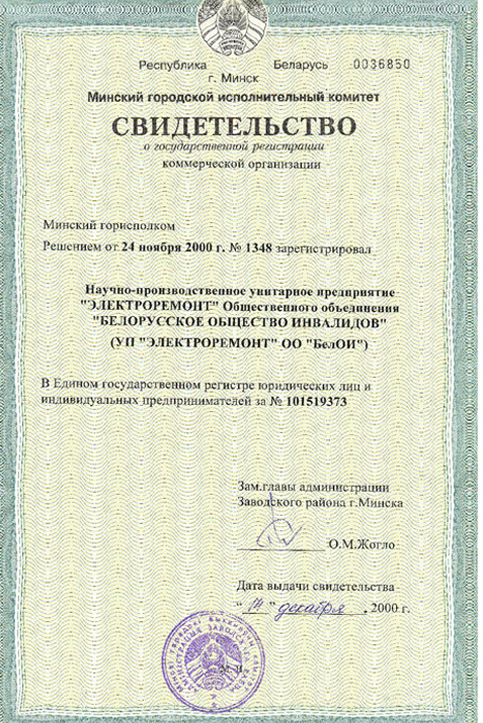 Республика Беларусь 0036850
г. Минск
Минский городской исполнительный комитет
СВИДЕТЕЛЬСТВО
о государственной регистрации
коммерческой организации
Минский горисполком
Решением от 24 ноября 2000 г. № 1348 зарегистрировал
Научно-производственное унитарное предприятие
"ЭЛЕКТРОРЕМОНТ" Общественного объединения
"БЕЛОРУССКОЕ ОБЩЕСТВО ИНВАЛИДОВ"
(УП "ЭЛЕКТРОРЕМОНТ" ОО "БелОИ")
В Едином государственном регистре юридических лиц и
индивидуальных предпринимателей за № 101519373
Зам.главы администрации
Заводского района г.Минска
О.М.Жогло
Дата выдачи свидетельства
"14" декабря, 2000 г.
М.П.